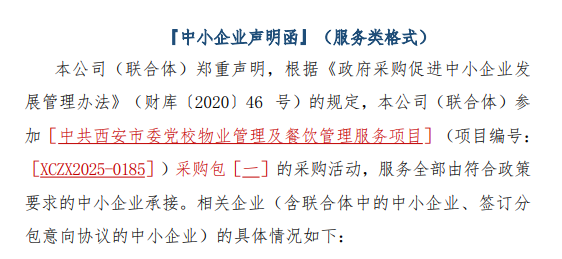 『中小企业声明函』（服务类格式）
本公司（联合体）郑重声明，根据《政府采购促进中小企业发
展管理办法》（财库〔2020〕46 号）的规定，本公司（联合体）参
加［中共西安市委党校物业管理及餐饮管理服务项目］（项目编号：
［XCZX2025-0185］）采购包［一］的采购活动，服务全部由符合政策
要求的中小企业承接。相关企业（含联合体中的中小企业、签订分
包意向协议的中小企业）的具体情况如下：